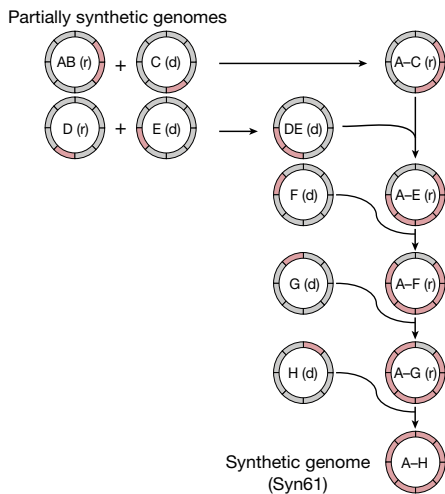 Partially synthetic genomes
AB (r) + C (d) A–C (r)
D (r) + E (d) DE (d)
F (d) A–E (r)
G (d) A–F (r)
H (d) A–G (r)
A–H
Synthetic genome
(Syn61)